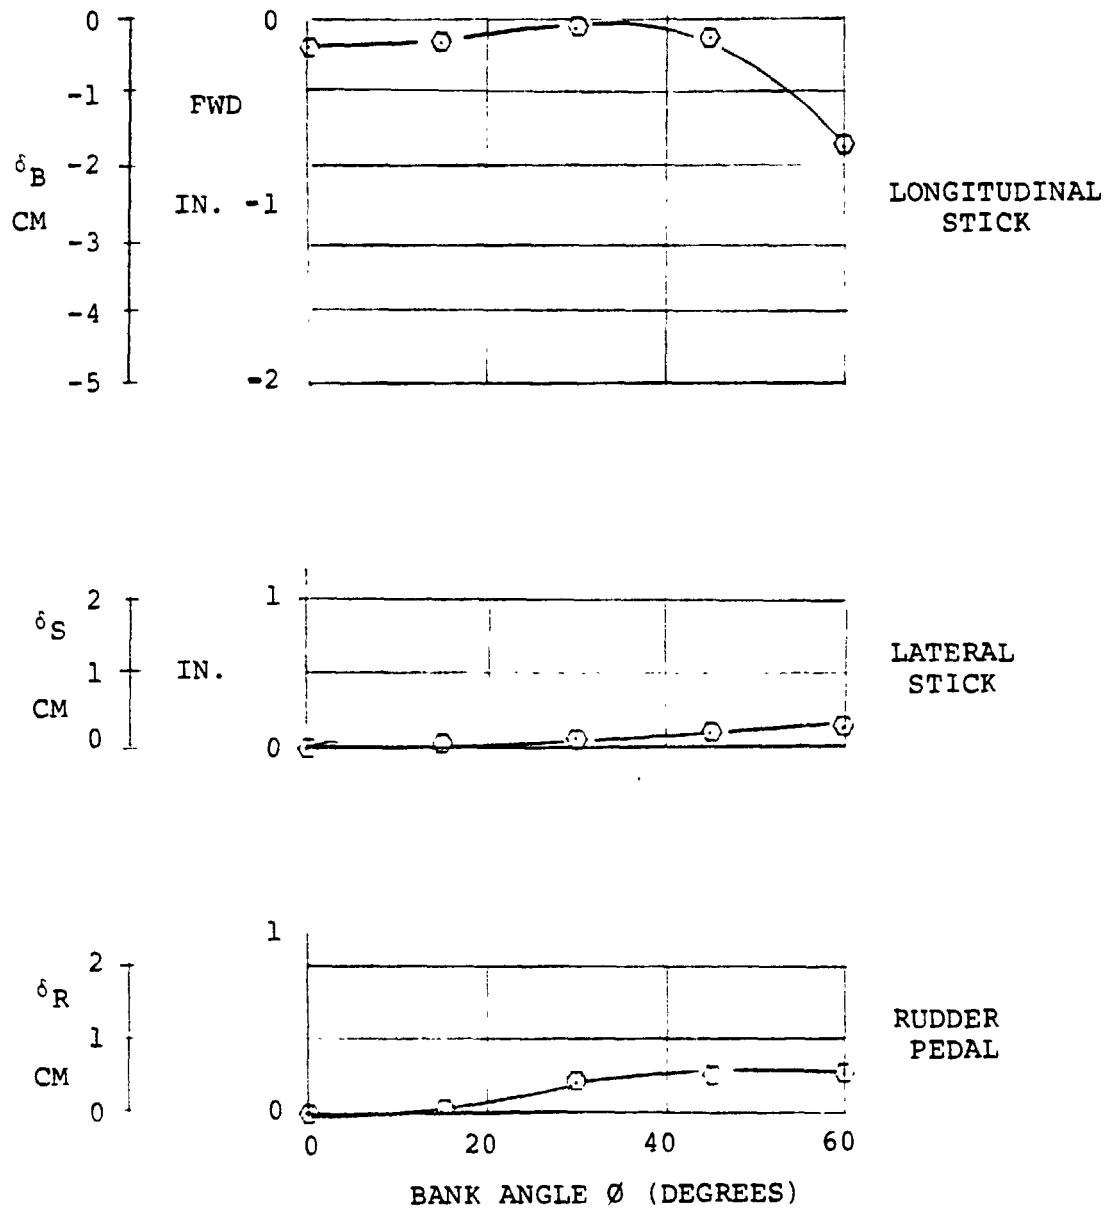 0
-1
-2
-3
-4
-5
δB
CM
FWD
IN.
0
-1
-2
LONGITUDINAL
STICK
2
1
0
δS
CM
IN.
1
0
LATERAL
STICK
2
1
0
δR
CM
1
0
RUDDER
PEDAL
0 20 40 60
BANK ANGLE Ø (DEGREES)